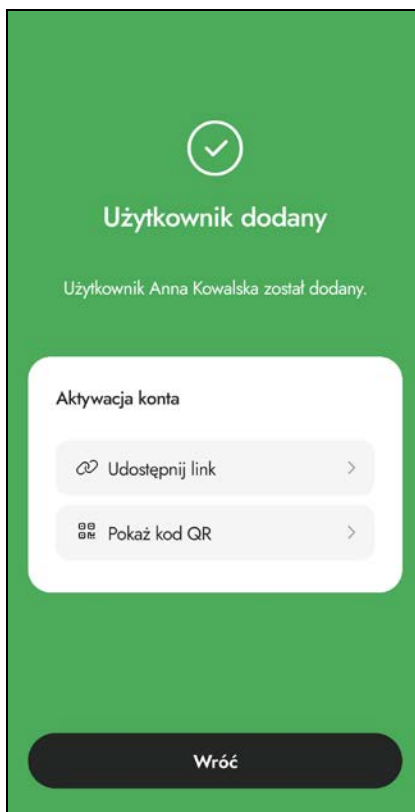 Użytkownik dodany
Użytkownik Anna Kowalska został dodany.
Aktywacja konta
Udostępnij link
Pokaż kod QR
Wróć